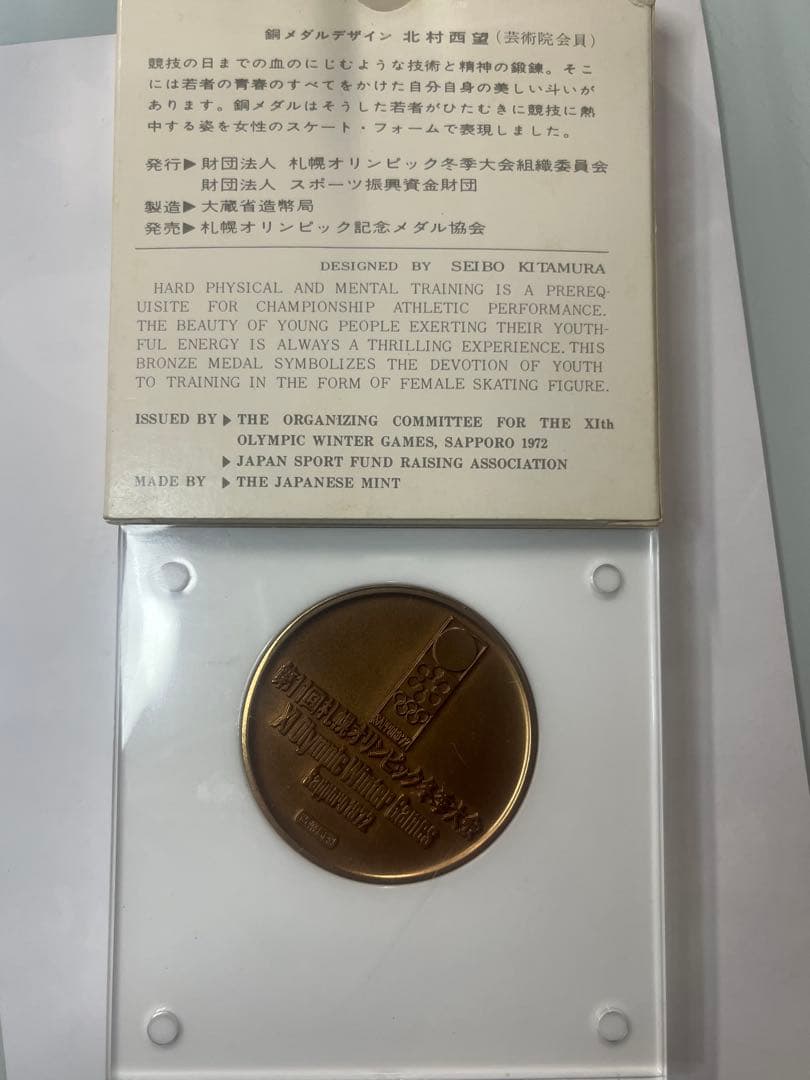 銅メダルデザイン 北村西望(芸術院会員)
競技の日までの血のにじむような技術と精神の鍛錬。そこ
には若者の青春のすべてをかけた自分自身の美しい斗いが
あります。銅メダルはそうした若者がひたむきに競技に熱
中する姿を女性のスケート・フォームで表現しました。
発行▶財団法人 札幌オリンピック冬季大会組織委員会
財団法人 スポーツ振興資金財団
製造▶大蔵省造幣局
発売▶札幌オリンピック記念メダル協会
DESIGNED BY SEIBO KITAMURA
HARD PHYSICAL AND MENTAL TRAINING IS A PREREQ-
UISITE FOR CHAMPIONSHIP ATHLETIC PERFORMANCE.
THE BEAUTY OF YOUNG PEOPLE EXERTING THEIR YOUTH-
FUL ENERGY IS ALWAYS A THRILLING EXPERIENCE. THIS
BRONZE MEDAL SYMBOLIZES THE DEVOTION OF YOUTH
TO TRAINING IN THE FORM OF FEMALE SKATING FIGURE.
ISSUED BY ▶ THE ORGANIZING COMMITTEE FOR THE XIth
OLYMPIC WINTER GAMES, SAPPORO 1972
▶ JAPAN SPORT FUND RAISING ASSOCIATION
MADE BY ▶ THE JAPANESE MINT
SAPPORO'72
第11回札幌オリンピック冬季大会
XI Olympic Winter Games
Sapporo 1972